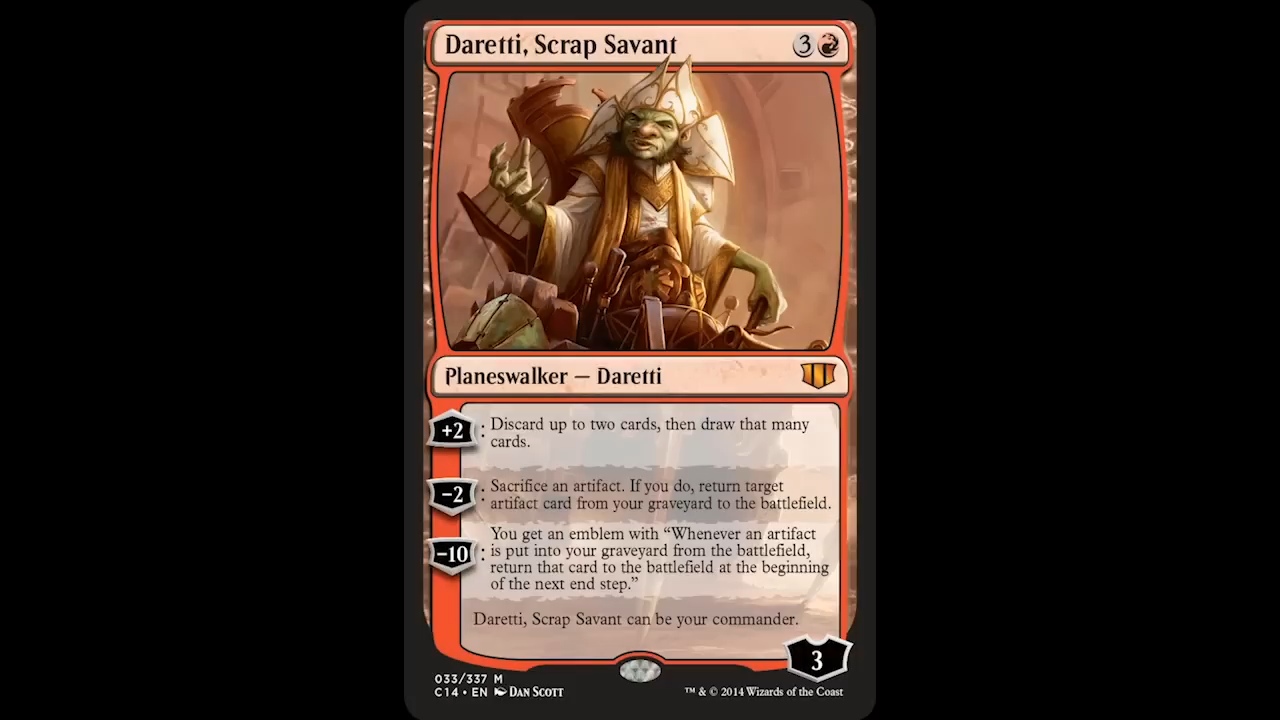 Daretti, Scrap Savant 3
Planeswalker — Daretti
+2: Discard up to two cards, then draw that many
cards.
−2: Sacrifice an artifact. If you do, return target
artifact card from your graveyard to the battlefield.
You get an emblem with “Whenever an artifact
−10: is put into your graveyard from the battlefield,
return that card to the battlefield at the beginning
of the next end step.”
Daretti, Scrap Savant can be your commander.
3
033/337 M
C14 • EN Dan Scott
™ & © 2014 Wizards of the Coast